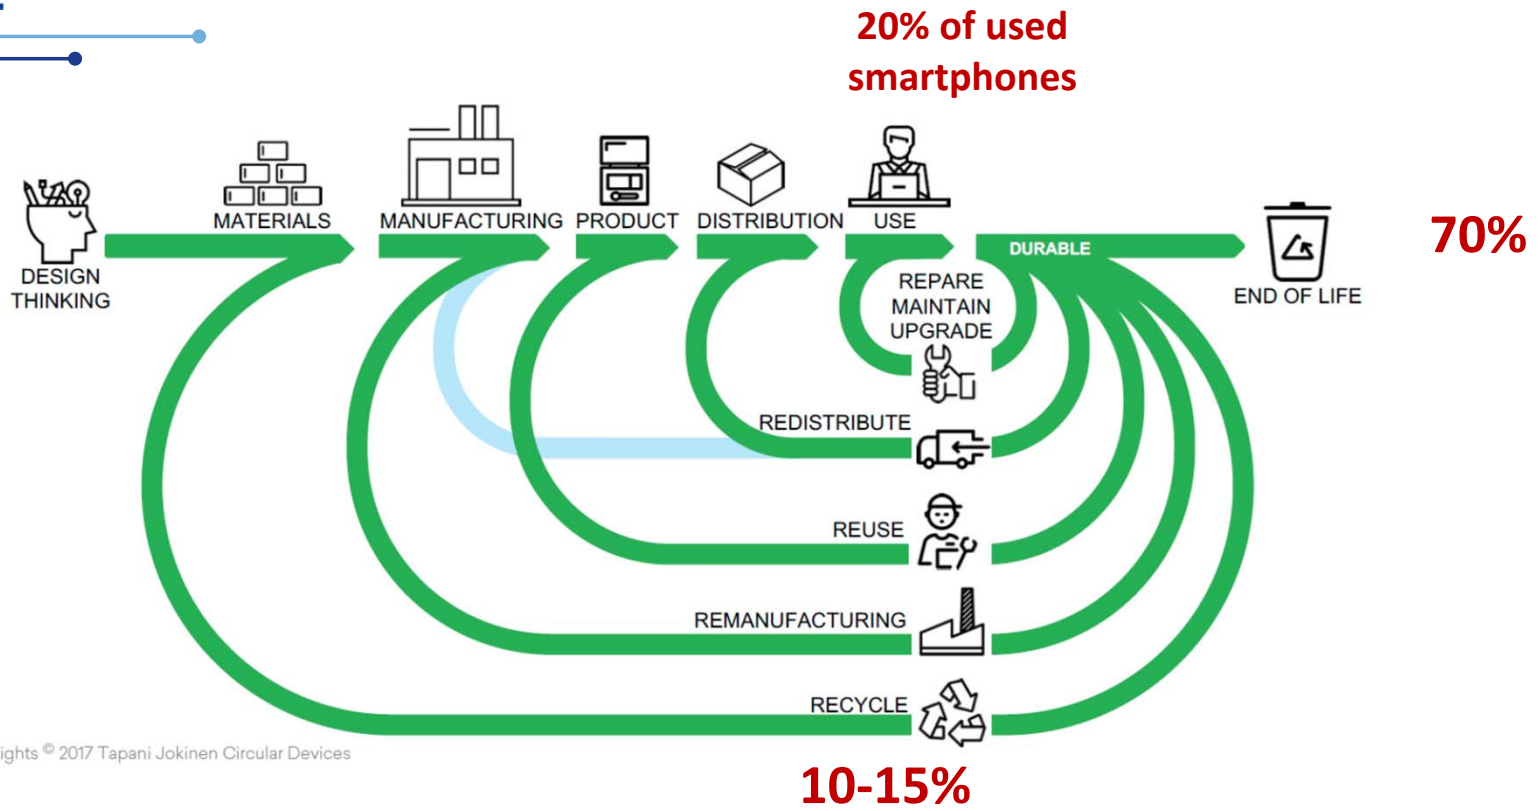 20% of used
smartphones
MATERIALS
MANUFACTURING
PRODUCT
DISTRIBUTION
USE
DESIGN
THINKING
DURABLE
70%
END OF LIFE
REPARE
MAINTAIN
UPGRADE
REDISTRIBUTE
REUSE
REMANUFACTURING
RECYCLE
ights © 2017 Tapani Jokinen Circular Devices
10-15%